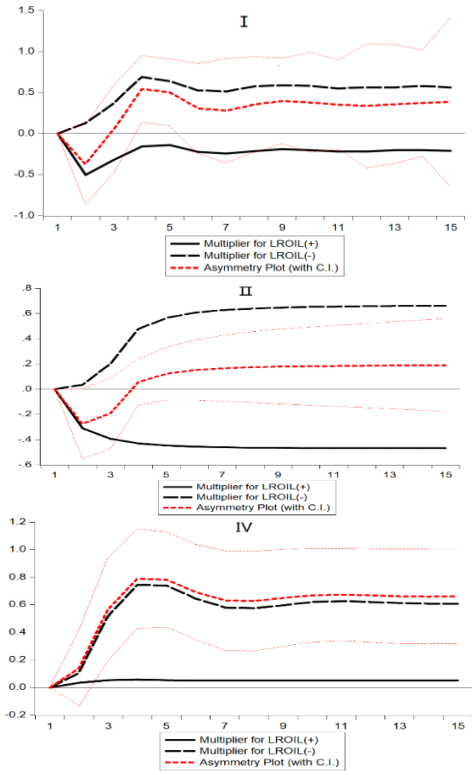 I
1.5
1.0
0.5
0.0
-0.5
-1.0
1 3 5 7 9 11 13 15
Multiplier for LROIL(+)
Multiplier for LROIL(-)
Asymetry Plot (with C.I.)
II
.8
.6
.4
.2
.0
.2
-.4
-.6
1 2 3 4 5 6 7 8 9 10 11 12 13 14 15
Multiplier for LROIL(+)
Multiplier for LROIL(-)
Asymmetry Plot (with C.I.)
IV
1.2
1.0
0.8
0.6
0.4
0.2
0.0
-0.2
1 3 5 7 9 11 13 15
Multiplier for LROIL(+)
Multiplier for LROIL(-)
Asymmetry Plot (with C.I.)